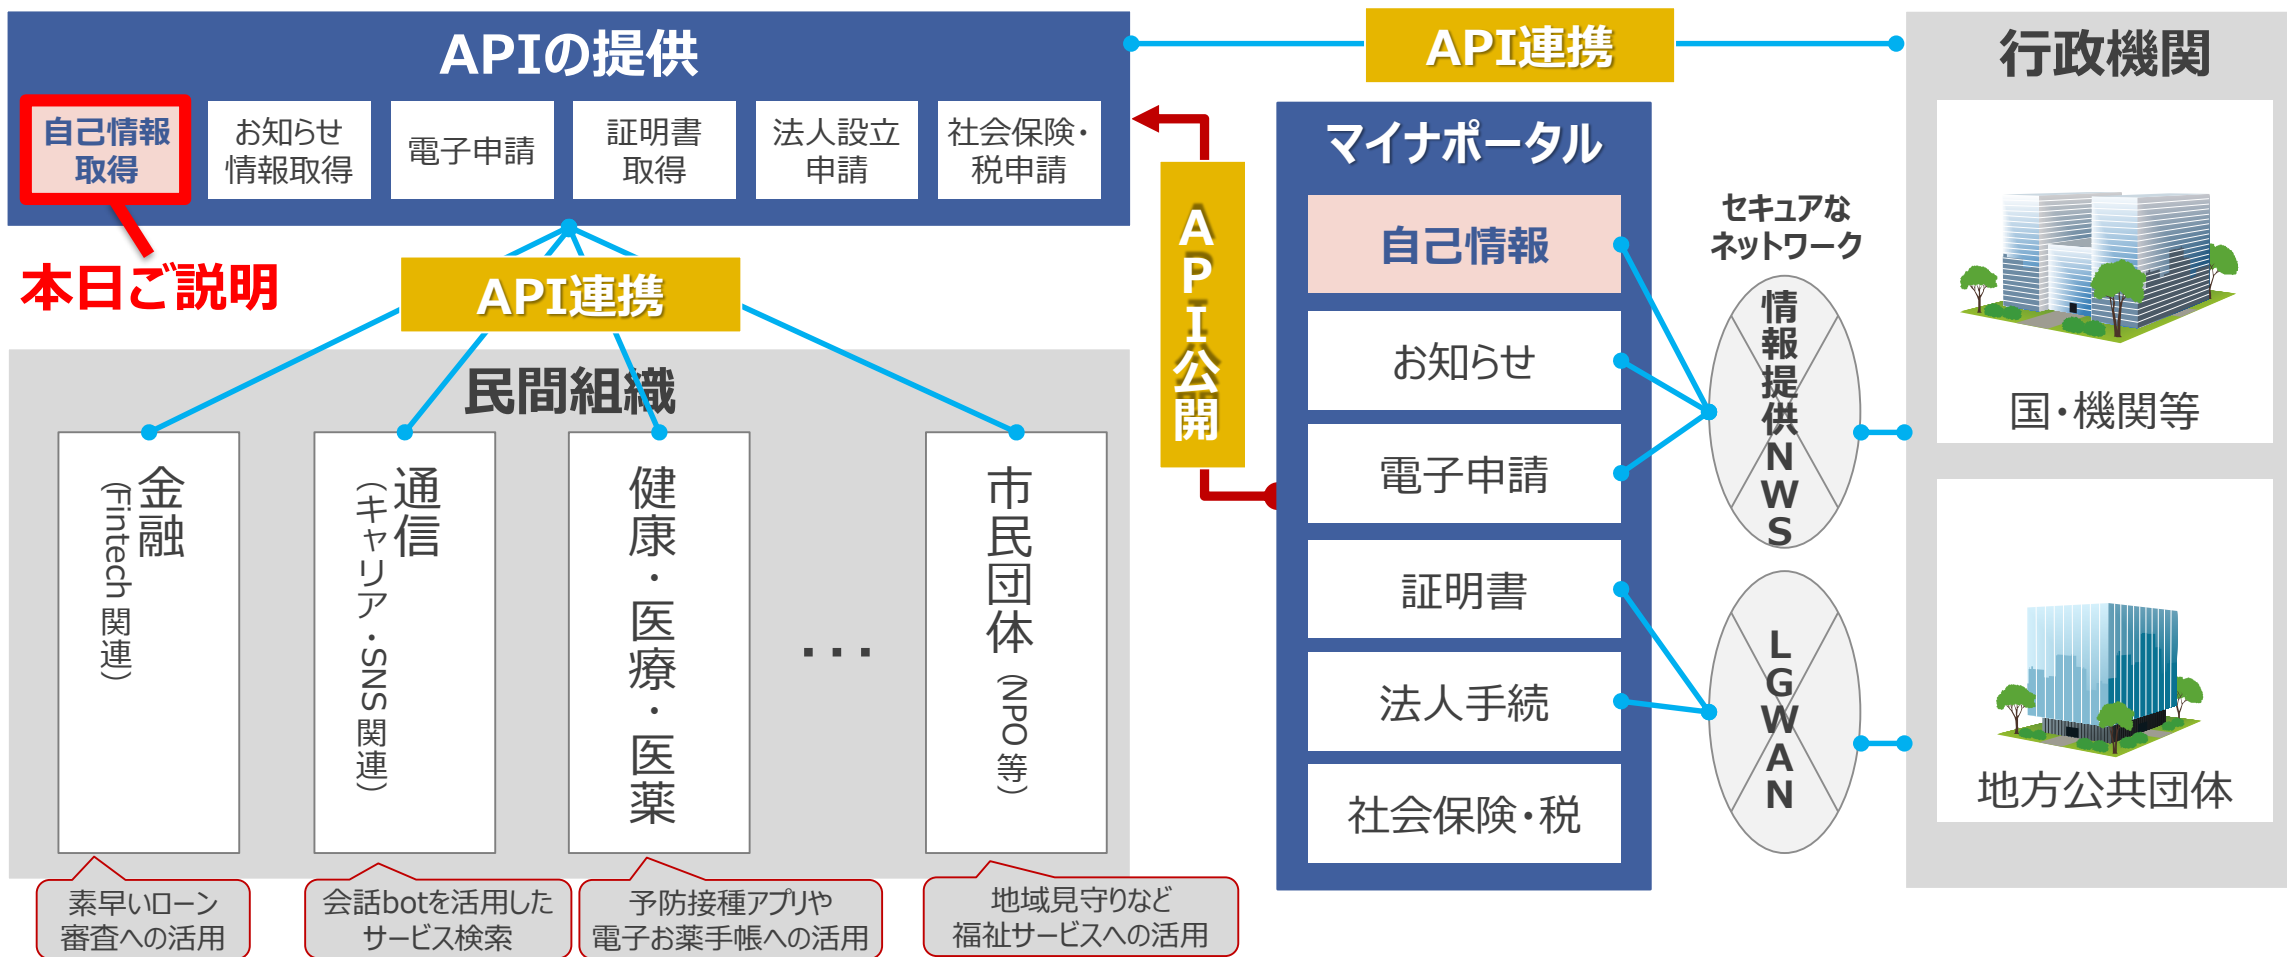 APIの提供
自己情報
取得
お知らせ
情報取得
電子申請
証明書
取得
法人設立
申請
社会保険・
税申請
本日ご説明
API連携
民間組織
金融
(Fintech関連)
通信
(キャリア・SNS関連)
健康・医療・医薬
…
市民団体(NPO等)
素早いローン
審査への活用
会話botを活用した
サービス検索
予防接種アプリや
電子お薬手帳への活用
地域見守りなど
福祉サービスへの活用
API連携
API公開
マイナポータル
自己情報
お知らせ
電子申請
証明書
法人手続
社会保険・税
セキュアな
ネットワーク
情報提供NWS
LGWAN
行政機関
国・機関等
地方公共団体